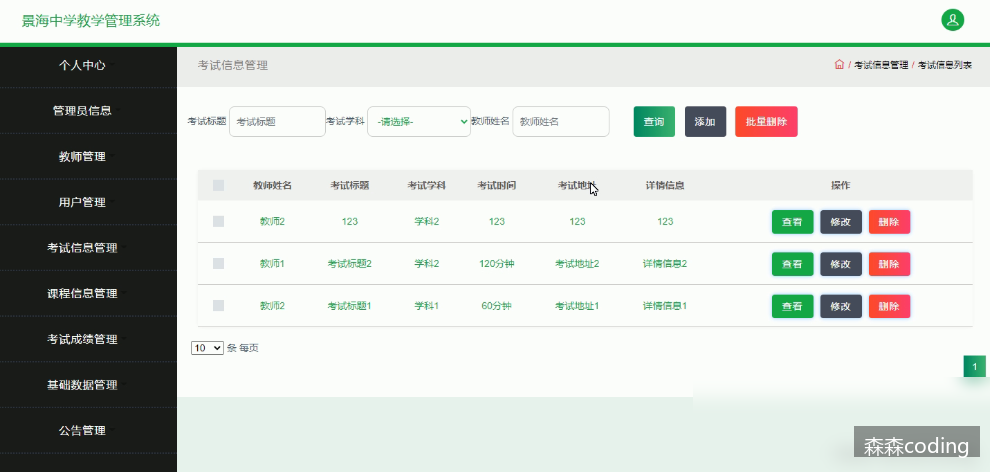 景海中学教学管理系统
个人中心
管理员信息
教师管理
用户管理
考试信息管理
课程信息管理
考试成绩管理
基础数据管理
公告管理
考试信息管理
/ 考试信息管理 / 考试信息列表
考试标题 考试标题 考试学科 -请选择- 教师姓名 教师姓名 查询 添加 批量删除
教师姓名 考试标题 考试学科 考试时间 考试地址 详情信息 操作
教师2 123 学科2 123 123 123 查看 修改 删除
教师1 考试标题2 学科2 120分钟 考试地址2 详情信息2 查看 修改 删除
教师2 考试标题1 学科1 60分钟 考试地址1 详情信息1 查看 修改 删除
10 条 每页
1
森森coding